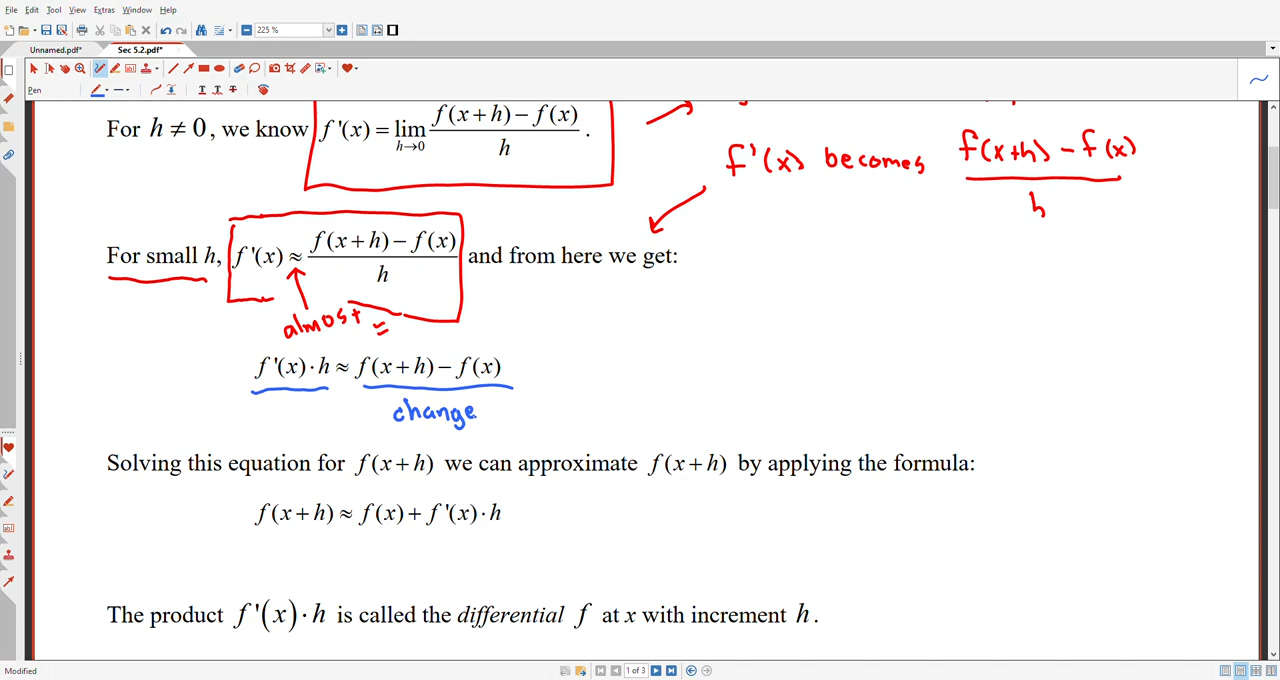 File Edit Tool View Extras Window Help
225 %
Unnamed.pdf* Sec 5.2.pdf*
Pen
For h ≠ 0, we know f '(x) = lim h→0 f(x+h) − f(x) / h .
f'(x) becomes f(x+h) − f(x) / h
For small h, f '(x) ≈ f(x+h) − f(x) / h and from here we get:
almost =
f '(x)·h ≈ f(x+h) − f(x)
change
Solving this equation for f(x+h) we can approximate f(x+h) by applying the formula:
f(x+h) ≈ f(x) + f '(x)·h
The product f '(x)·h is called the differential f at x with increment h.
Modified
1 of 3